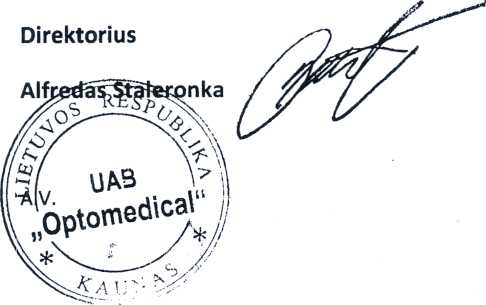 Direktorius
Alfredas Staleronka
LIETUVOS RESPUBLIKA
A.V.
UAB
„Optomedical“
* KAUNAS *